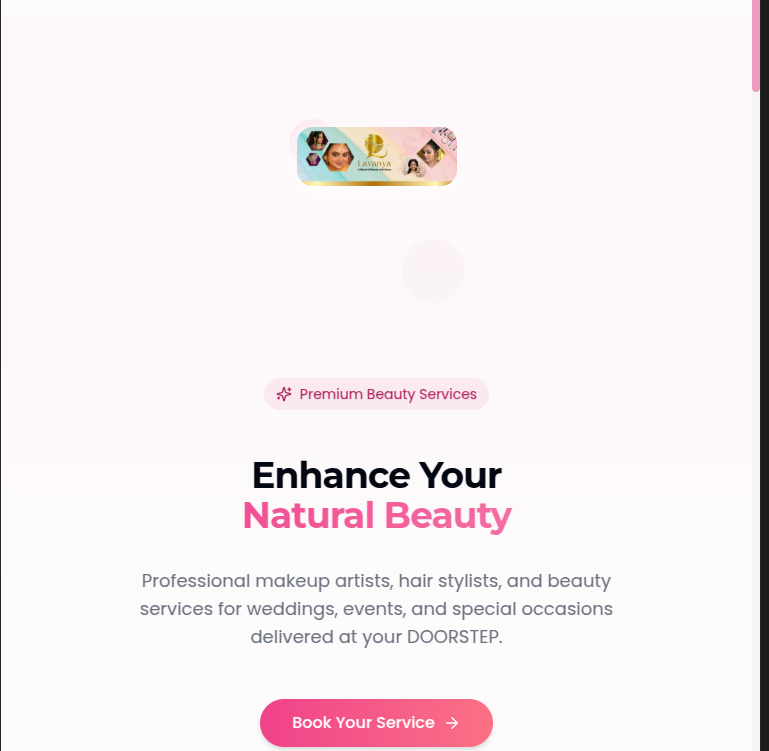 Lavanya
Premium Beauty Services
Enhance Your
Natural Beauty
Professional makeup artists, hair stylists, and beauty
services for weddings, events, and special occasions
delivered at your DOORSTEP.
Book Your Service